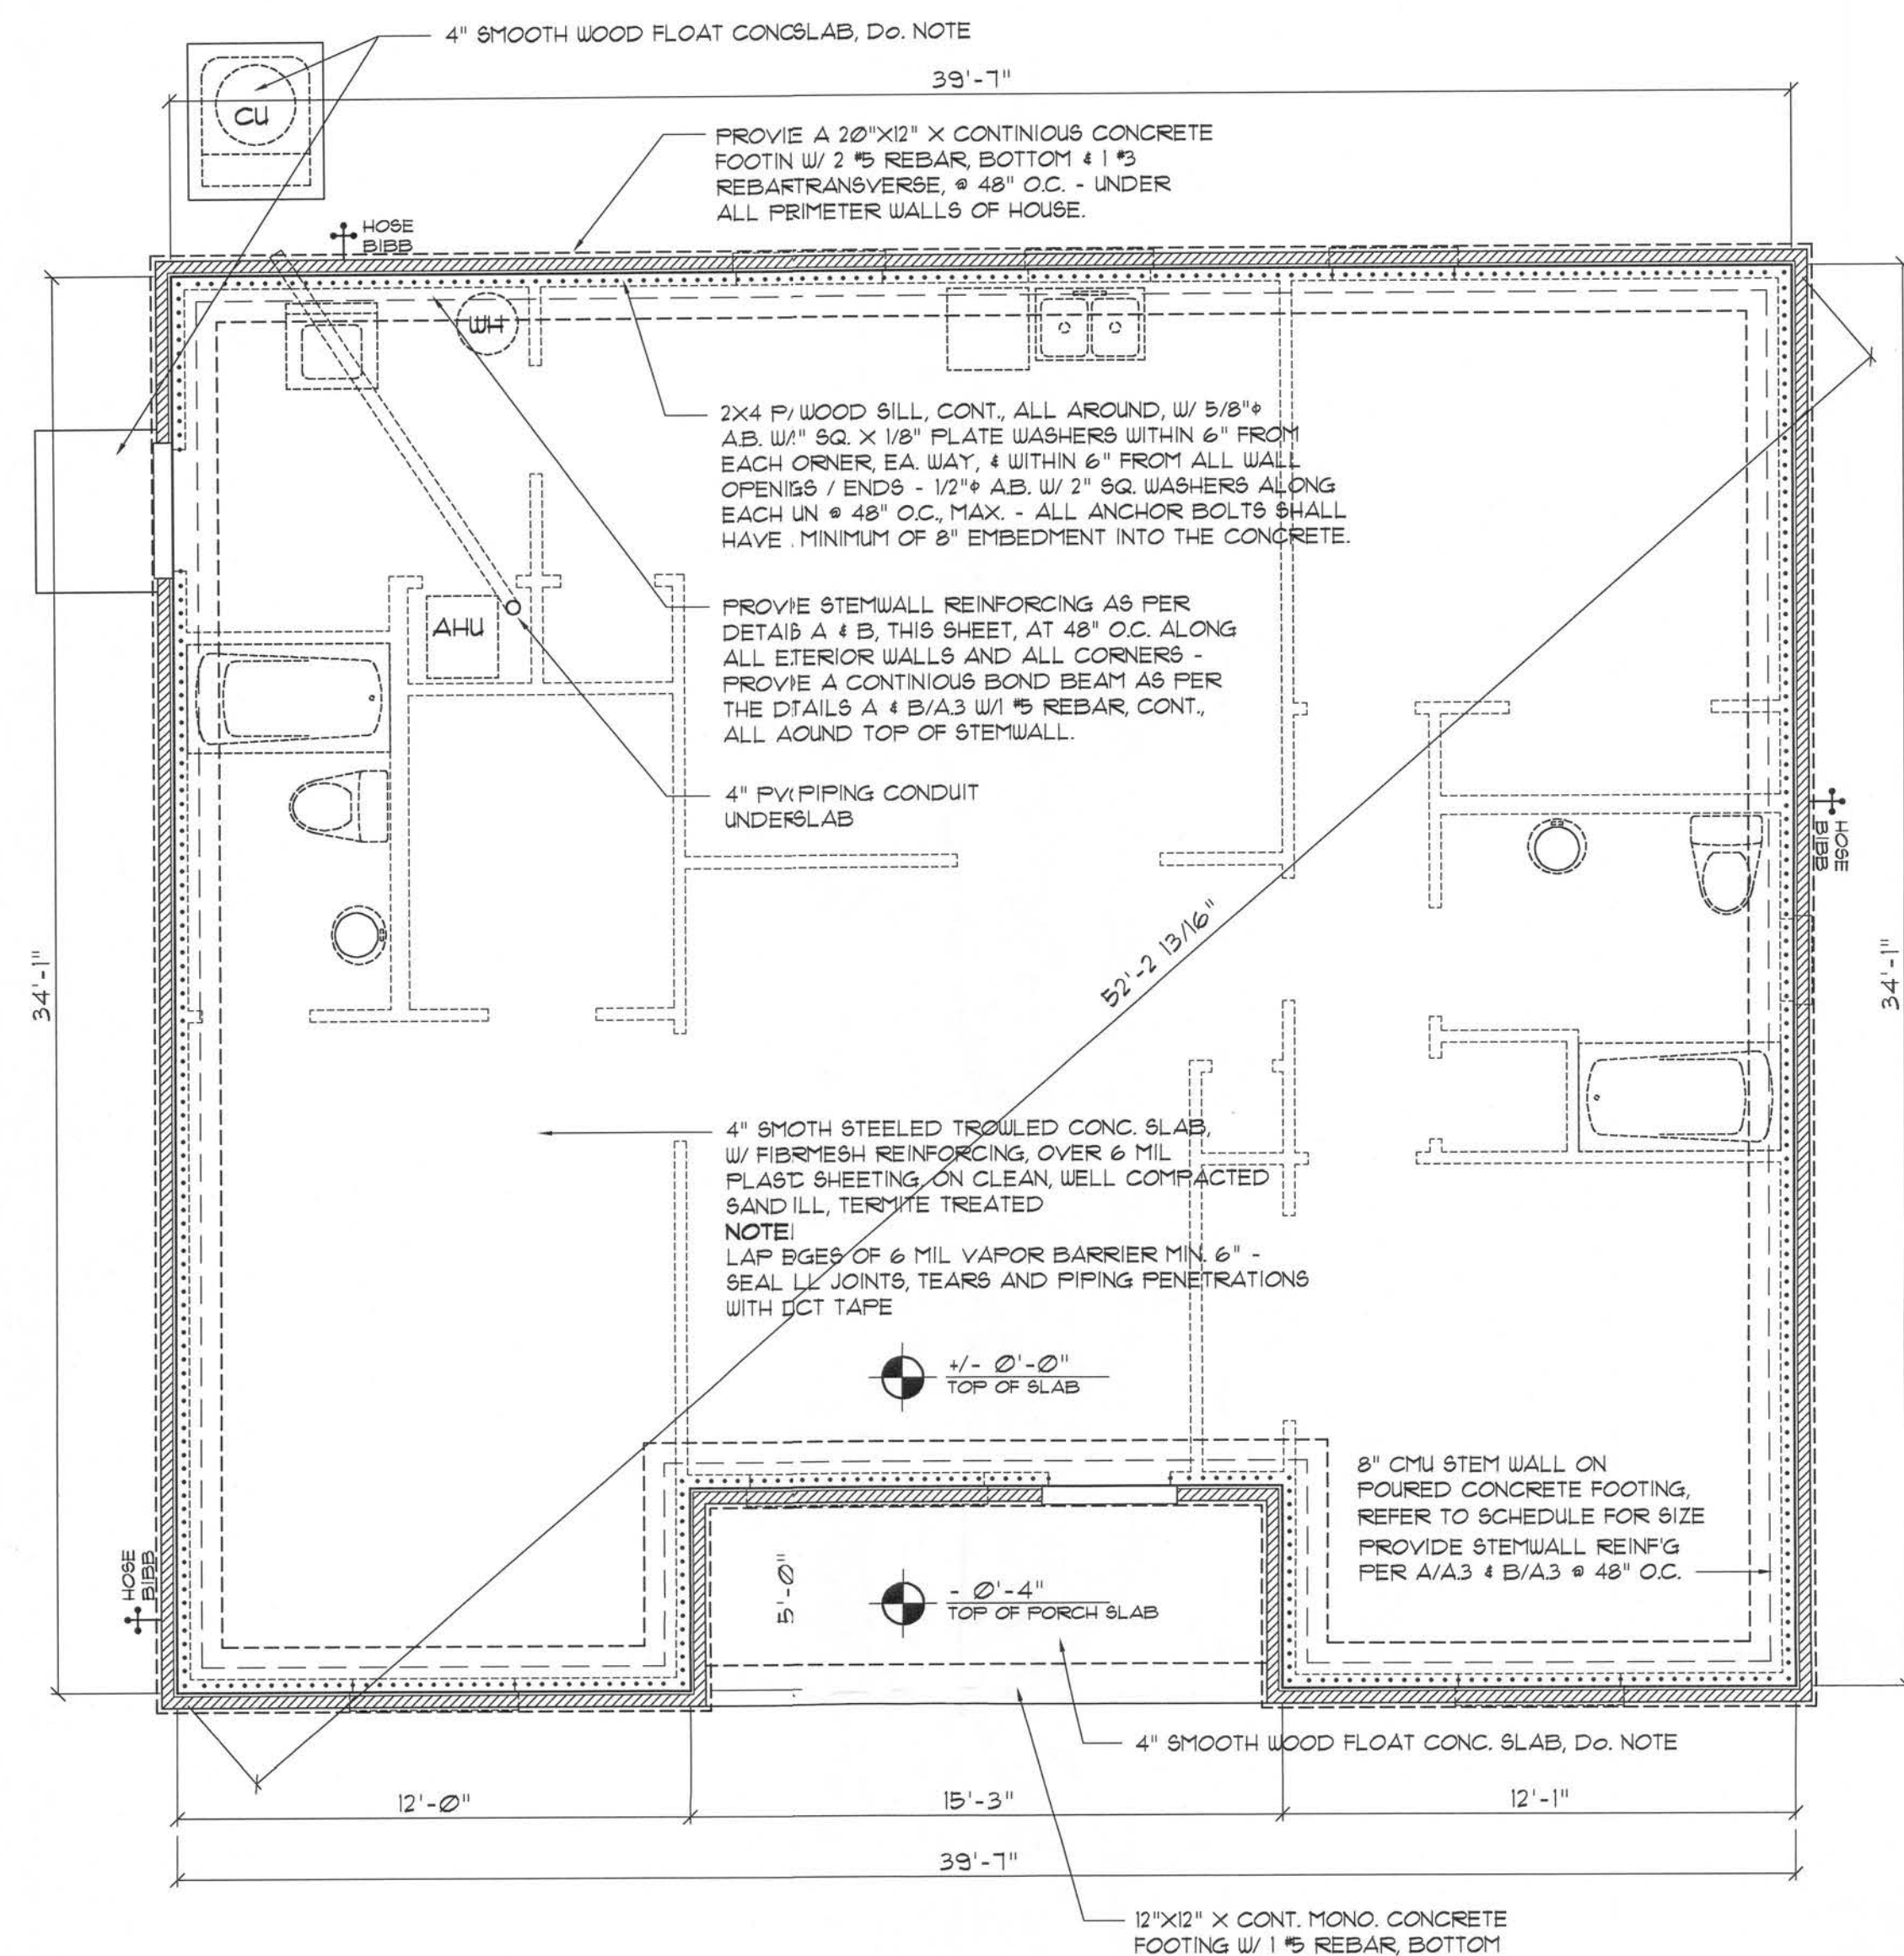 4" SMOOTH WOOD FLOAT CONCSLAB, Do. NOTE
CU
39'-7"
PROVIE A 20"X12" X CONTINIOUS CONCRETE
FOOTIN W/ 2 #5 REBAR, BOTTOM & 1 #3
REBARTRANSVERSE, @ 48" O.C. - UNDER
ALL PRIMETER WALLS OF HOUSE.
HOSE
BIBB
WH
2X4 P/ WOOD SILL, CONT., ALL AROUND, W/ 5/8"φ
A.B. W/" SQ. X 1/8" PLATE WASHERS WITHIN 6" FROM
EACH ORNER, EA. WAY, & WITHIN 6" FROM ALL WALL
OPENIGS / ENDS - 1/2"φ A.B. W/ 2" SQ. WASHERS ALONG
EACH UN @ 48" O.C., MAX. - ALL ANCHOR BOLTS SHALL
HAVE . MINIMUM OF 8" EMBEDMENT INTO THE CONCRETE.
AHU
PROVIE STEMWALL REINFORCING AS PER
DETAIS A & B, THIS SHEET, AT 48" O.C. ALONG
ALL ETERIOR WALLS AND ALL CORNERS -
PROVIE A CONTINIOUS BOND BEAM AS PER
THE DTAILS A & B/A.3 W/1 #5 REBAR, CONT.,
ALL AOUND TOP OF STEMWALL.
4" PV( PIPING CONDUIT
UNDERSLAB
HOSE
BIBB
34'-1"
52'-2 13/16"
34'-1"
4" SMOTH STEELED TROWLED CONC. SLAB,
W/ FIBRMESH REINFORCING, OVER 6 MIL
PLAST SHEETING, ON CLEAN, WELL COMPACTED
SAND ILL, TERMITE TREATED
NOTE:
LAP EGES OF 6 MIL VAPOR BARRIER MIN. 6" -
SEAL LL JOINTS, TEARS AND PIPING PENETRATIONS
WITH DCT TAPE
+/- 0'-0"
TOP OF SLAB
8" CMU STEM WALL ON
POURED CONCRETE FOOTING,
REFER TO SCHEDULE FOR SIZE
PROVIDE STEMWALL REINF'G
PER A/A.3 & B/A.3 @ 48" O.C.
HOSE
BIBB
5'-0"
- 0'-4"
TOP OF PORCH SLAB
4" SMOOTH WOOD FLOAT CONC. SLAB, Do. NOTE
12'-0"
15'-3"
12'-1"
39'-7"
12"X12" X CONT. MONO. CONCRETE
FOOTING W/ 1 #5 REBAR, BOTTOM